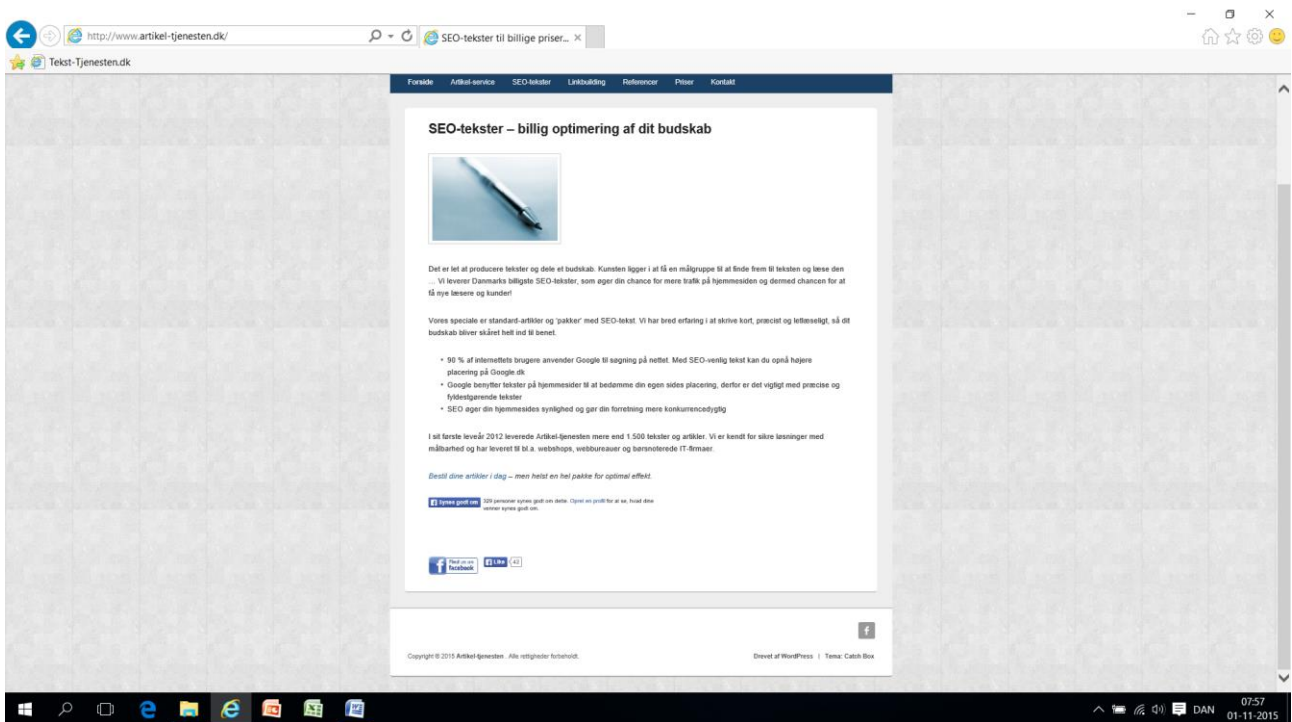 http://www.artikel-tjenesten.dk/
SEO-tekster til billige priser...
Tekst-Tjenesten.dk
Forside Artikel-service SEO-tekster Linkbuilding Referencer Priser Kontakt
SEO-tekster – billig optimering af dit budskab
Det er let at producere tekster og dele et budskab. Kunsten ligger i at få en målgruppe til at finde frem til teksten og læse den
… Vi leverer Danmarks billigste SEO-tekster, som øger din chance for mere trafik på hjemmesiden og dermed chancen for at
få nye læsere og kunder!
Vores speciale er standard-artikler og 'pakker' med SEO-tekst. Vi har bred erfaring i at skrive kort, præcist og letlæseligt, så dit
budskab bliver skåret helt ind til benet.
• 90 % af internettets brugere anvender Google til søgning på nettet. Med SEO-venlig tekst kan du opnå højere
placering på Google.dk
• Google benytter tekster på hjemmesider til at bedømme din egen sides placering, derfor er det vigtigt med præcise og
fyldestgørende tekster
• SEO øger din hjemmesides synlighed og gør din forretning mere konkurrencedygtig
I sit første leveår 2012 leverede Artikel-tjenesten mere end 1.500 tekster og artikler. Vi er kendt for sikre løsninger med
målbarhed og har leveret til bl.a. webshops, webbureauer og børsnoterede IT-firmaer.
Bestil dine artikler i dag – men helst en hel pakke for optimal effekt.
Synes godt om 329 personer synes godt om dette. Opret en profil for at se, hvad dine
venner synes godt om.
Find us on
Facebook
Like 42
Copyright © 2015 Artikel-tjenesten. Alle rettigheder forbeholdt.
Drevet af WordPress | Tema: Catch Box
DAN
07:57
01-11-2015